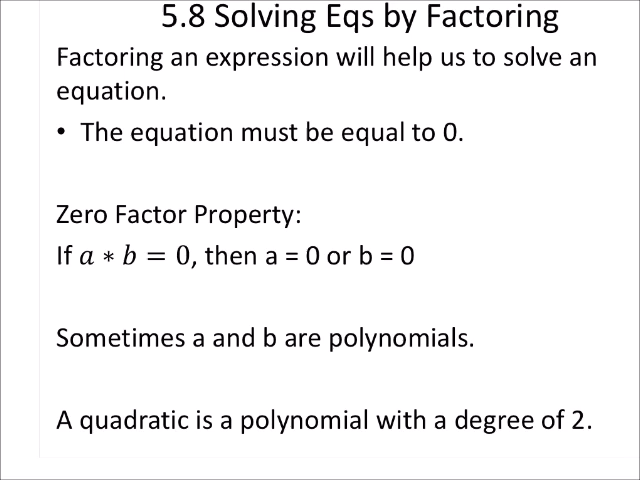 5.8 Solving Eqs by Factoring
Factoring an expression will help us to solve an
equation.
• The equation must be equal to 0.
Zero Factor Property:
If a ∗ b = 0, then a = 0 or b = 0
Sometimes a and b are polynomials.
A quadratic is a polynomial with a degree of 2.